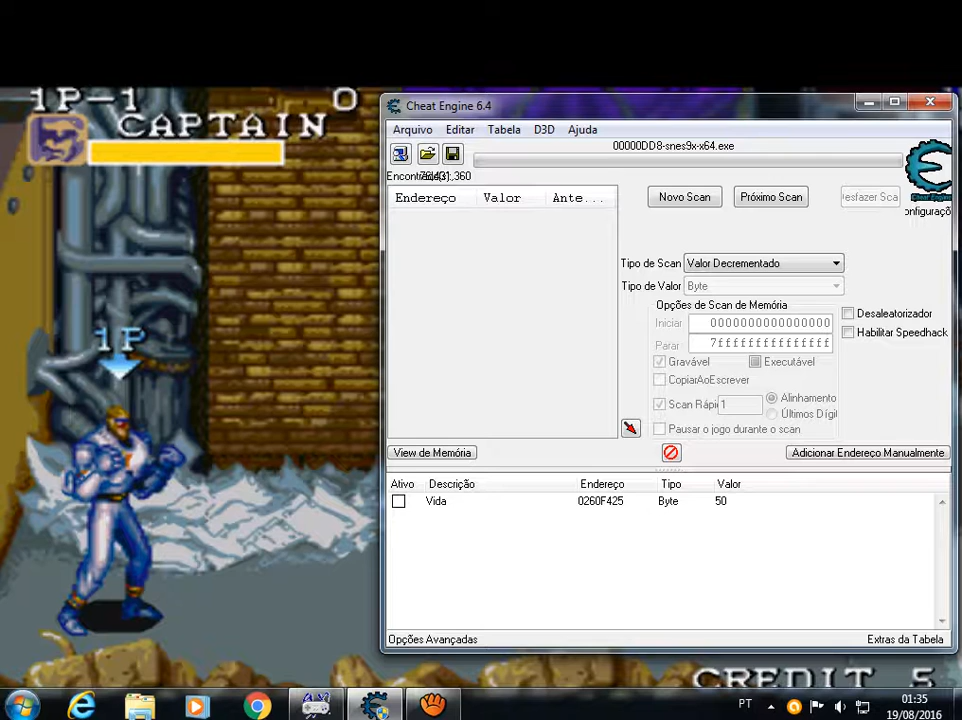 1P-1 0
CAPTAIN
1P
CREDIT 5
Cheat Engine 6.4
Arquivo Editar Tabela D3D Ajuda
00000DD8-snes9x-x64.exe
Endereço Valor Ante...
Novo Scan Próximo Scan esfazer Sca
onfiguraçõ
Tipo de Scan Valor Decrementado
Tipo de Valor Byte
Opções de Scan de Memória
Iniciar 0000000000000000
Parar 7fffffffffffffff
Gravável Executável
CopiarAoEscrever
Scan Rápi 1 Alinhamento
Últimos Dígit
Pausar o jogo durante o scan
Desaleatorizador
Habilitar Speedhack
View de Memória Adicionar Endereço Manualmente
Ativo Descrição Endereço Tipo Valor
Vida 0260F425 Byte 50
Opções Avançadas Extras da Tabela
PT 01:35
19/08/2016